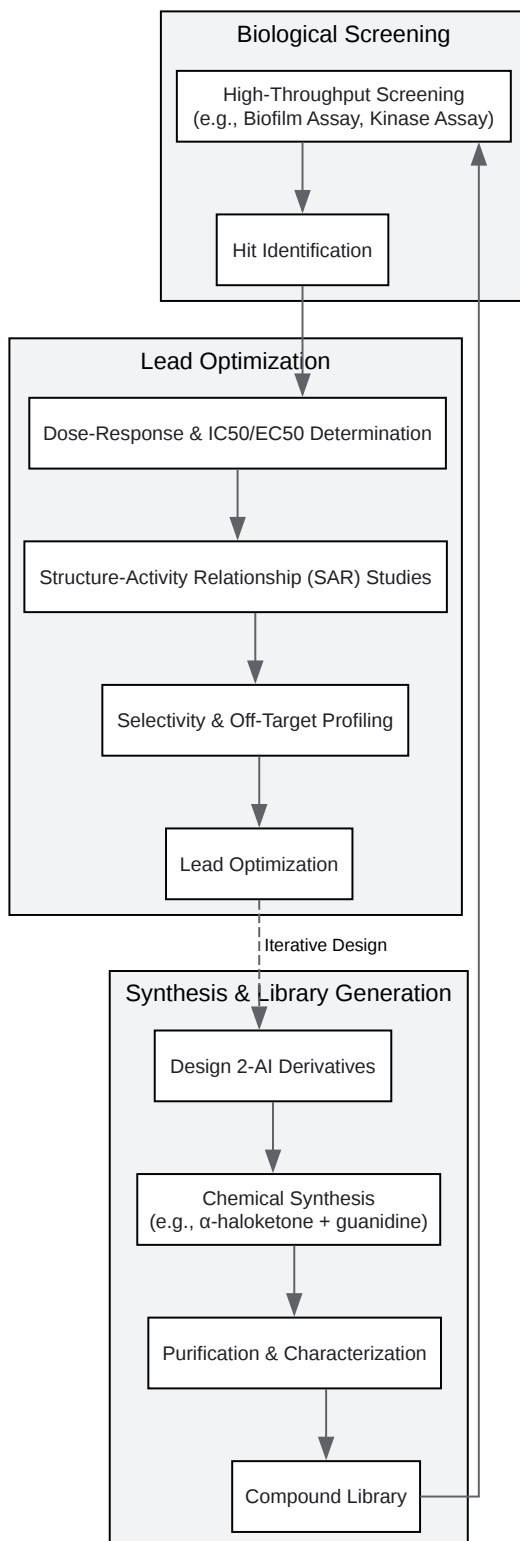 Biological Screening
High-Throughput Screening
(e.g., Biofilm Assay, Kinase Assay)
Hit Identification
Lead Optimization
Dose-Response & IC50/EC50 Determination
Structure-Activity Relationship (SAR) Studies
Selectivity & Off-Target Profiling
Lead Optimization
Iterative Design
Synthesis & Library Generation
Design 2-AI Derivatives
Chemical Synthesis
(e.g., α-haloketone + guanidine)
Purification & Characterization
Compound Library